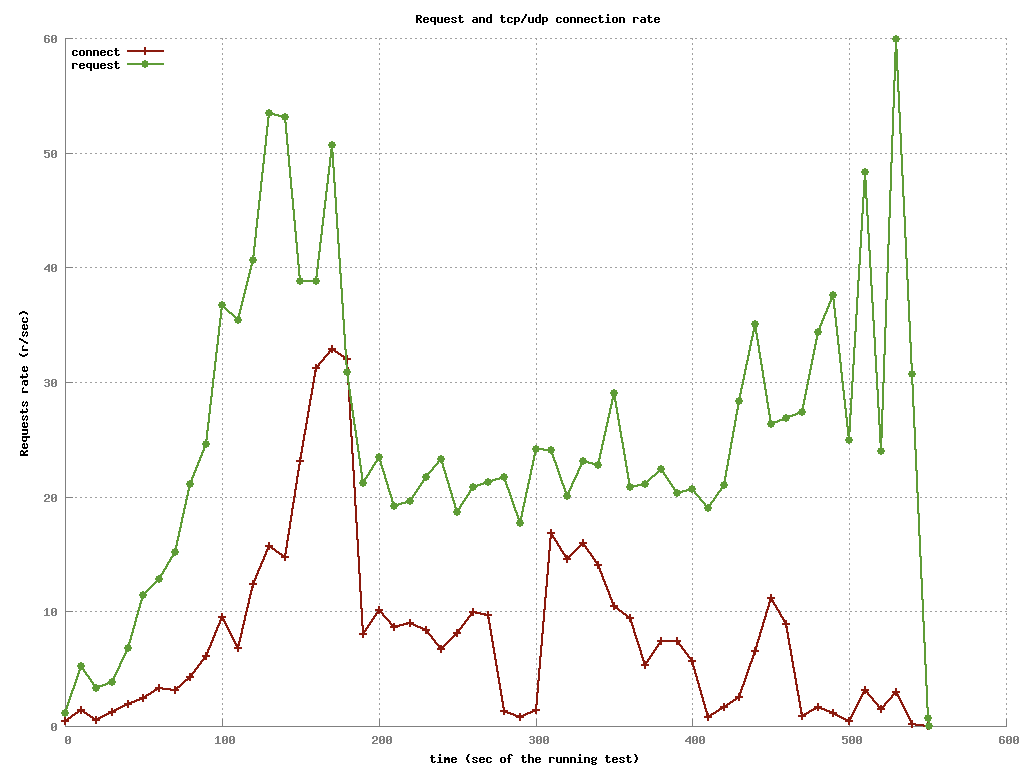 Request and tcp/udp connection rate
connect
request
60
50
40
30
20
10
0
Requests rate (r/sec)
0 100 200 300 400 500 600
time (sec of the running test)